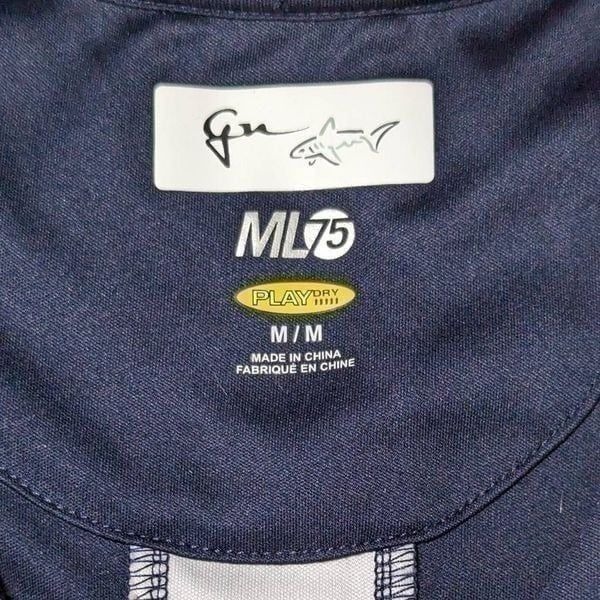 ML75
PLAYDRY
M / M
MADE IN CHINA
FABRIQUÉ EN CHINE